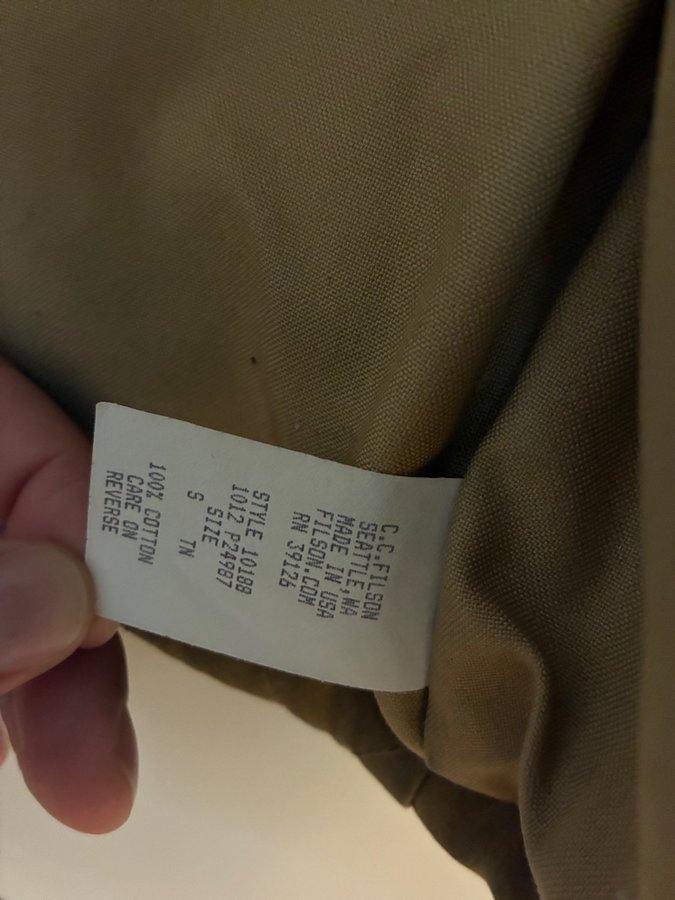 C.C.FILSON
SEATTLE,WA
MADE IN USA
FILSON.COM
RN 39126
STYLE 10188
1012 P24987
SIZE
S TN
100% COTTON
CARE ON
REVERSE